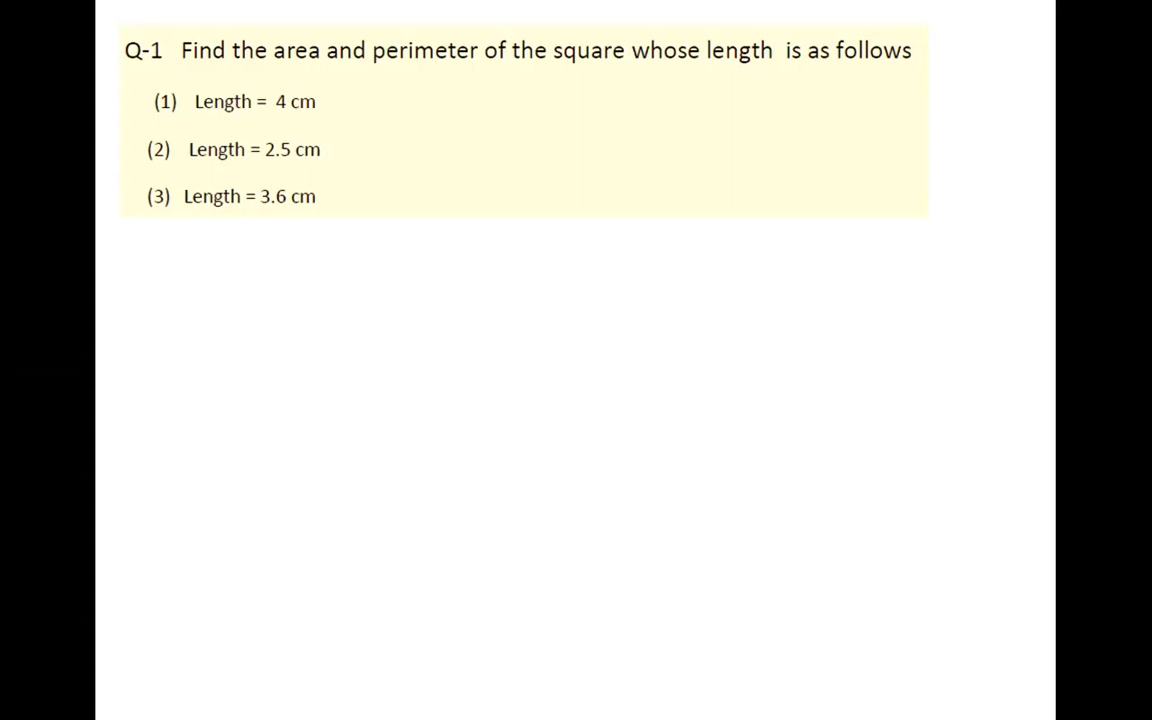 Q-1 Find the area and perimeter of the square whose length is as follows
(1) Length = 4 cm
(2) Length = 2.5 cm
(3) Length = 3.6 cm